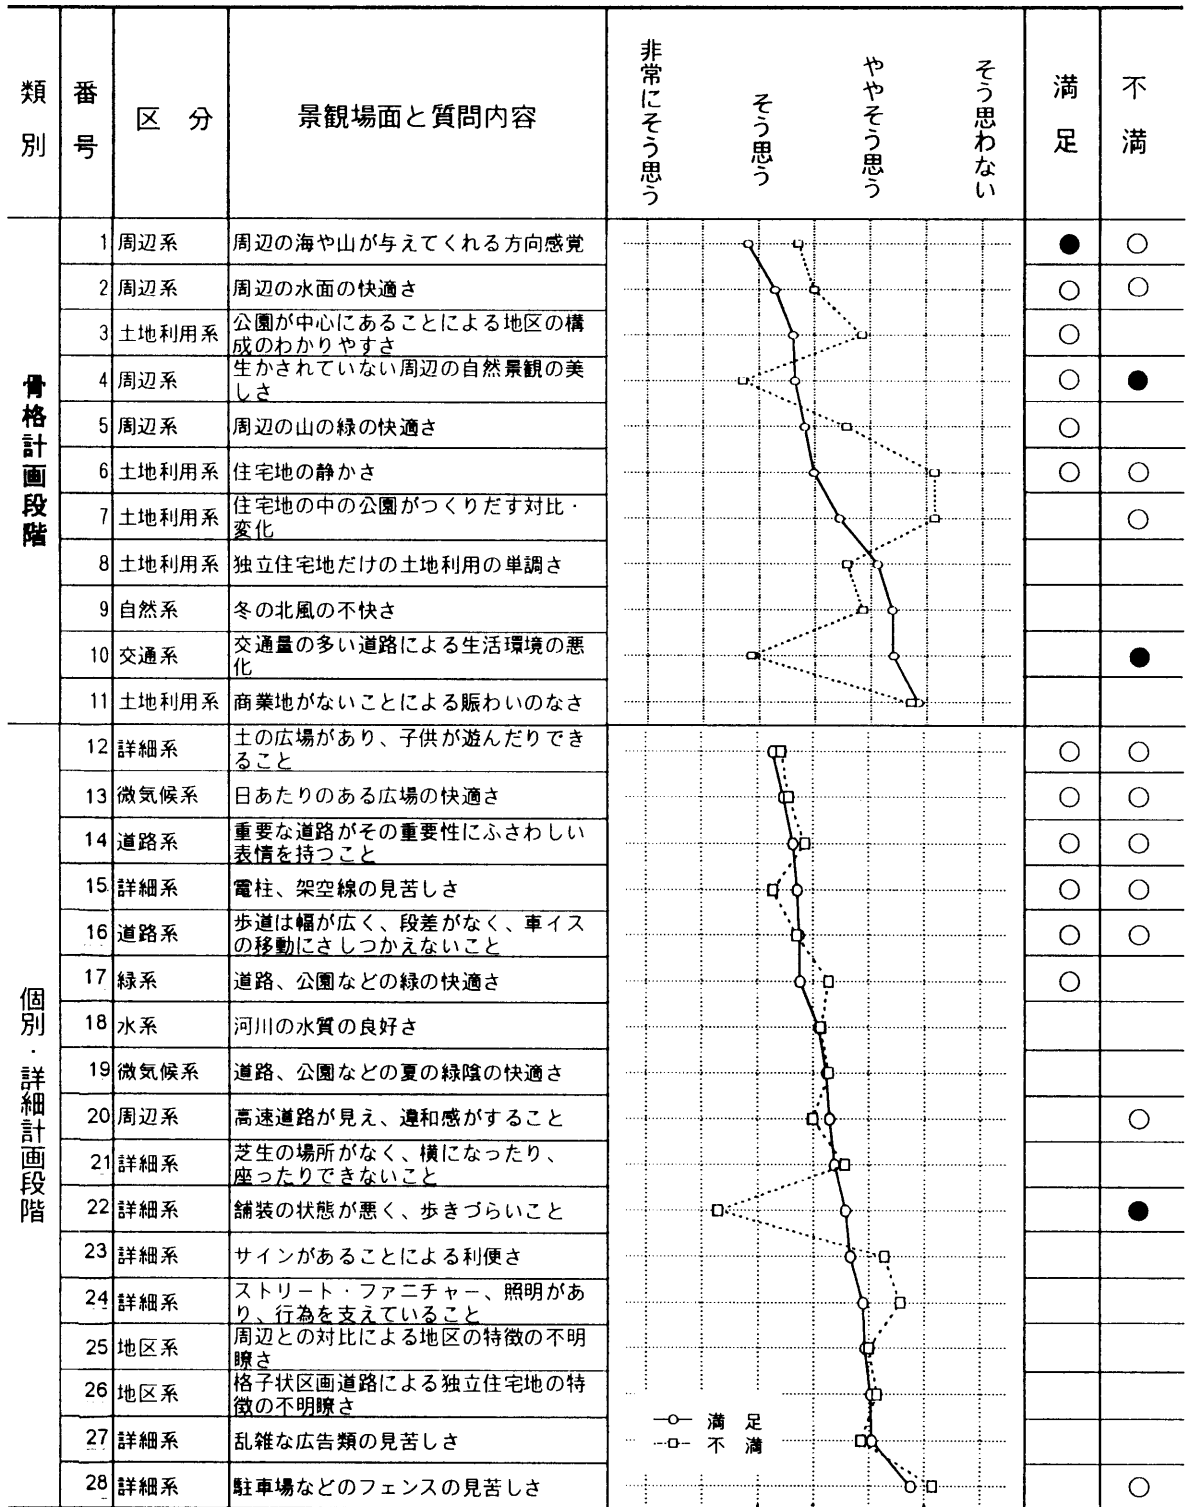 類別 番号 区分 景観場面と質問内容 非常にそう思う そう思う ややそう思う そう思わない 満足 不満
骨格計画段階
1 周辺系 周辺の海や山が与えてくれる方向感覚 ● ○
2 周辺系 周辺の水面の快適さ ○ ○
3 土地利用系 公園が中心にあることによる地区の構
成のわかりやすさ ○
4 周辺系 生かされていない周辺の自然景観の美
しさ ○ ●
5 周辺系 周辺の山の緑の快適さ ○
6 土地利用系 住宅地の静かさ ○ ○
7 土地利用系 住宅地の中の公園がつくりだす対比・
変化 ○
8 土地利用系 独立住宅地だけの土地利用の単調さ
9 自然系 冬の北風の不快さ
10 交通系 交通量の多い道路による生活環境の悪
化 ●
11 土地利用系 商業地がないことによる賑わいのなさ
個別・詳細計画段階
12 詳細系 土の広場があり、子供が遊んだりでき
ること ○ ○
13 微気候系 日あたりのある広場の快適さ ○ ○
14 道路系 重要な道路がその重要性にふさわしい
表情を持つこと ○ ○
15 詳細系 電柱、架空線の見苦しさ ○ ○
16 道路系 歩道は幅が広く、段差がなく、車イス
の移動にさしつかえないこと ○ ○
17 緑系 道路、公園などの緑の快適さ ○
18 水系 河川の水質の良好さ
19 微気候系 道路、公園などの夏の緑陰の快適さ
20 周辺系 高速道路が見え、違和感がすること ○
21 詳細系 芝生の場所がなく、横になったり、
座ったりできないこと
22 詳細系 舗装の状態が悪く、歩きづらいこと ●
23 詳細系 サインがあることによる利便さ
24 詳細系 ストリート・ファニチャー、照明があ
り、行為を支えていること
25 地区系 周辺との対比による地区の特徴の不明
瞭さ
26 地区系 格子状区画道路による独立住宅地の特
徴の不明瞭さ
27 詳細系 乱雑な広告類の見苦しさ
28 詳細系 駐車場などのフェンスの見苦しさ ○
満足
不満